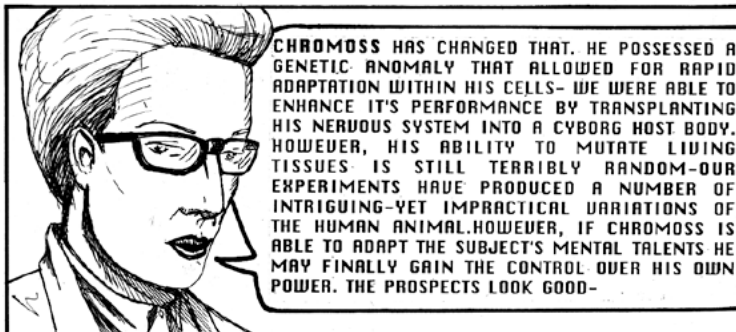 CHROMOSS HAS CHANGED THAT. HE POSSESSED A
GENETIC ANOMALY THAT ALLOWED FOR RAPID
ADAPTATION WITHIN HIS CELLS- WE WERE ABLE TO
ENHANCE IT'S PERFORMANCE BY TRANSPLANTING
HIS NERVOUS SYSTEM INTO A CYBORG HOST BODY.
HOWEVER, HIS ABILITY TO MUTATE LIVING
TISSUES IS STILL TERRIBLY RANDOM-OUR
EXPERIMENTS HAVE PRODUCED A NUMBER OF
INTRIGUING-YET IMPRACTICAL VARIATIONS OF
THE HUMAN ANIMAL.HOWEVER, IF CHROMOSS IS
ABLE TO ADAPT THE SUBJECT'S MENTAL TALENTS HE
MAY FINALLY GAIN THE CONTROL OVER HIS OWN
POWER. THE PROSPECTS LOOK GOOD-